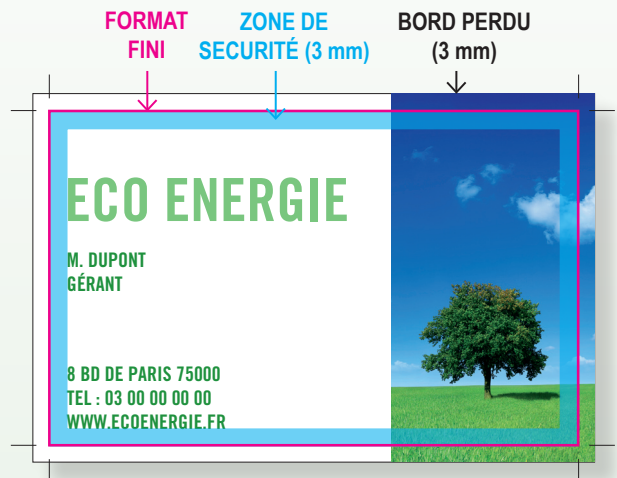 FORMAT
FINI
ZONE DE
SECURITÉ (3 mm)
BORD PERDU
(3 mm)
ECO ENERGIE
M. DUPONT
GÉRANT
8 BD DE PARIS 75000
TEL : 03 00 00 00 00
WWW.ECOENERGIE.FR